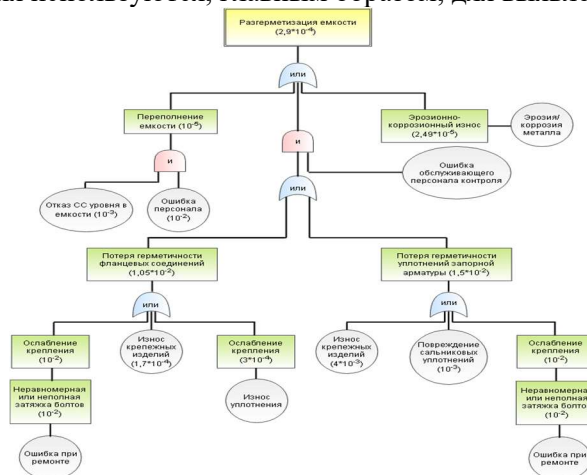 Разгерметизация емкости
(2,9*10⁻⁴)
или
Переполнение
емкости (10⁻⁵)
Эрозионно-
коррозионный износ
(2,49*10⁻⁵)
Эрозия/
коррозия
металла
и
и
Отказ СС уровня в
емкости (10⁻³)
Ошибка
персонала
(10⁻²)
Ошибка
обслуживающего
персонала контроля
или
Потеря герметичности
фланцевых соединений
(1,05*10⁻²)
Потеря герметичности
уплотнений запорной
арматуры (1,5*10⁻²)
или
или
Ослабление
крепления
(10⁻²)
Износ
крепежных
изделий
(1,7*10⁻⁴)
Ослабление
крепления
(3*10⁻⁴)
Износ
крепежных
изделий
(4*10⁻³)
Повреждение
сальниковых
уплотнений
(10⁻³)
Ослабление
крепления
(10⁻²)
Неравномерная
или неполная
затяжка болтов
(10⁻²)
Износ
уплотнения
Неравномерная
или неполная
затяжка болтов
(10⁻²)
Ошибка при
ремонте
Ошибка при
ремонте